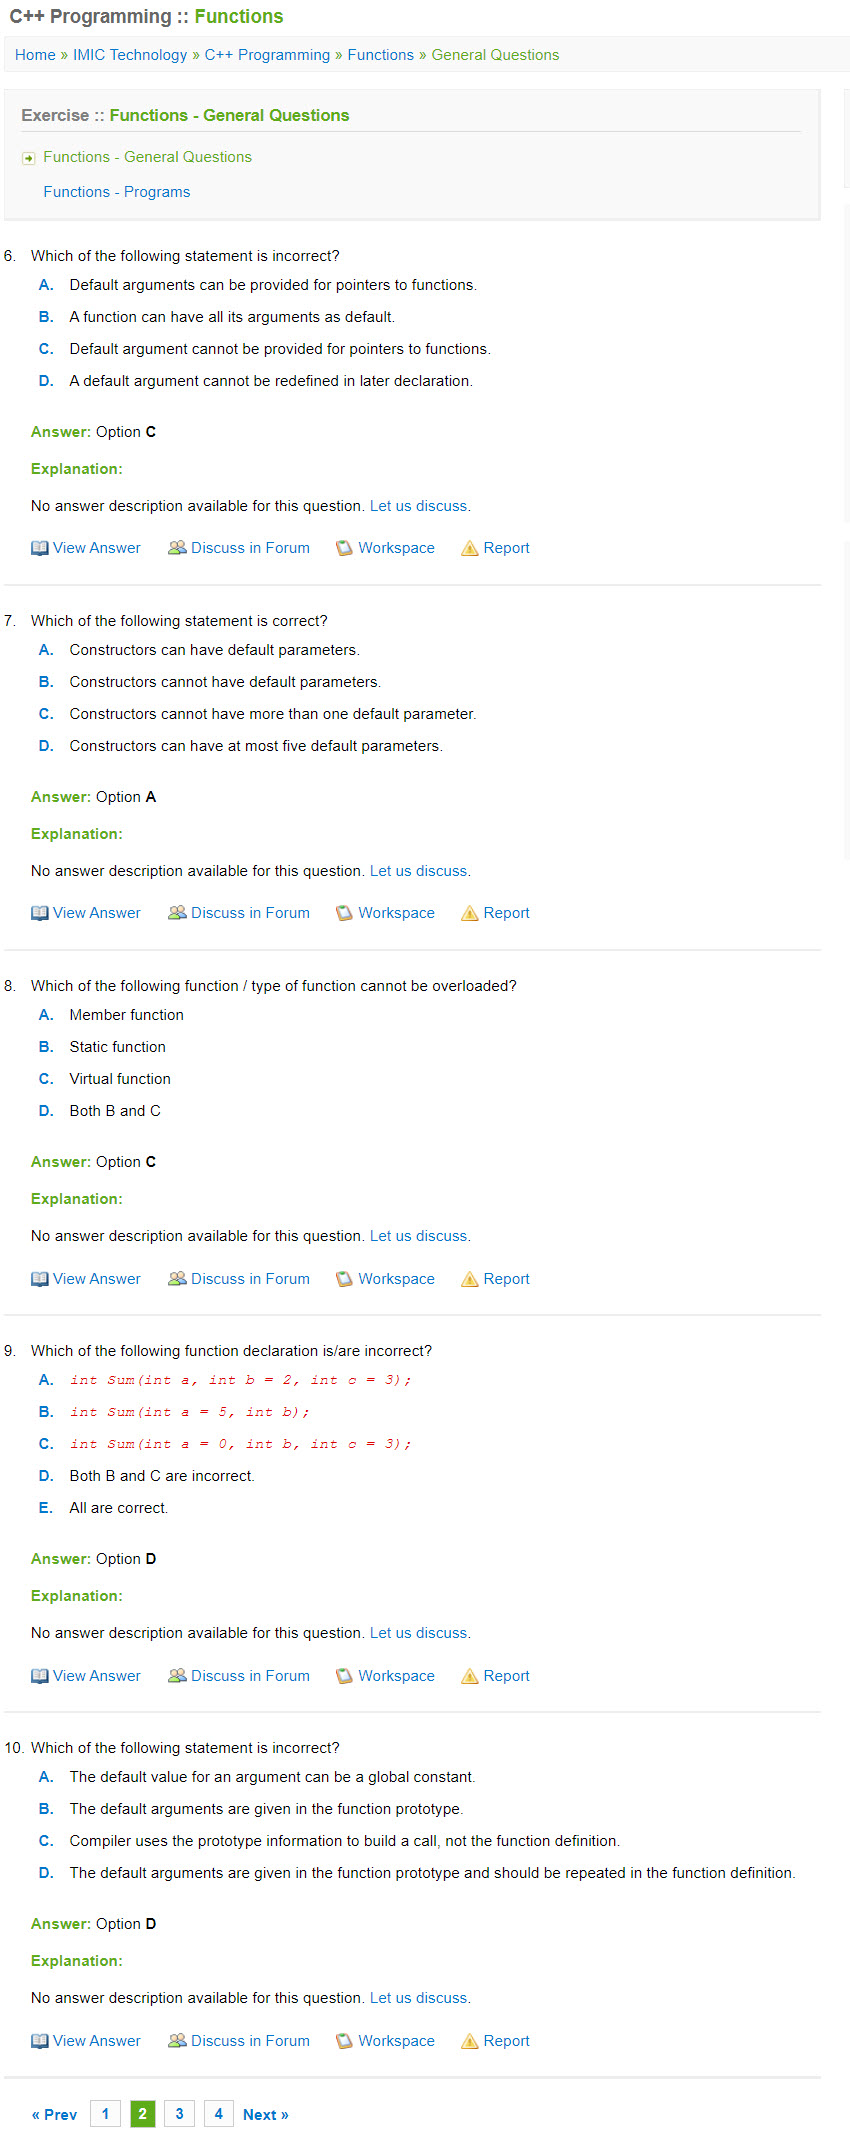 C++ Programming :: Functions
Home » IMIC Technology » C++ Programming » Functions » General Questions
Exercise :: Functions - General Questions
Functions - General Questions
Functions - Programs
6. Which of the following statement is incorrect?
A. Default arguments can be provided for pointers to functions.
B. A function can have all its arguments as default.
C. Default argument cannot be provided for pointers to functions.
D. A default argument cannot be redefined in later declaration.
Answer: Option C
Explanation:
No answer description available for this question. Let us discuss.
View Answer Discuss in Forum Workspace Report
7. Which of the following statement is correct?
A. Constructors can have default parameters.
B. Constructors cannot have default parameters.
C. Constructors cannot have more than one default parameter.
D. Constructors can have at most five default parameters.
Answer: Option A
Explanation:
No answer description available for this question. Let us discuss.
View Answer Discuss in Forum Workspace Report
8. Which of the following function / type of function cannot be overloaded?
A. Member function
B. Static function
C. Virtual function
D. Both B and C
Answer: Option C
Explanation:
No answer description available for this question. Let us discuss.
View Answer Discuss in Forum Workspace Report
9. Which of the following function declaration is/are incorrect?
A. int Sum(int a, int b = 2, int c = 3);
B. int Sum(int a = 5, int b);
C. int Sum(int a = 0, int b, int c = 3);
D. Both B and C are incorrect.
E. All are correct.
Answer: Option D
Explanation:
No answer description available for this question. Let us discuss.
View Answer Discuss in Forum Workspace Report
10. Which of the following statement is incorrect?
A. The default value for an argument can be a global constant.
B. The default arguments are given in the function prototype.
C. Compiler uses the prototype information to build a call, not the function definition.
D. The default arguments are given in the function prototype and should be repeated in the function definition.
Answer: Option D
Explanation:
No answer description available for this question. Let us discuss.
View Answer Discuss in Forum Workspace Report
« Prev 1 2 3 4 Next »